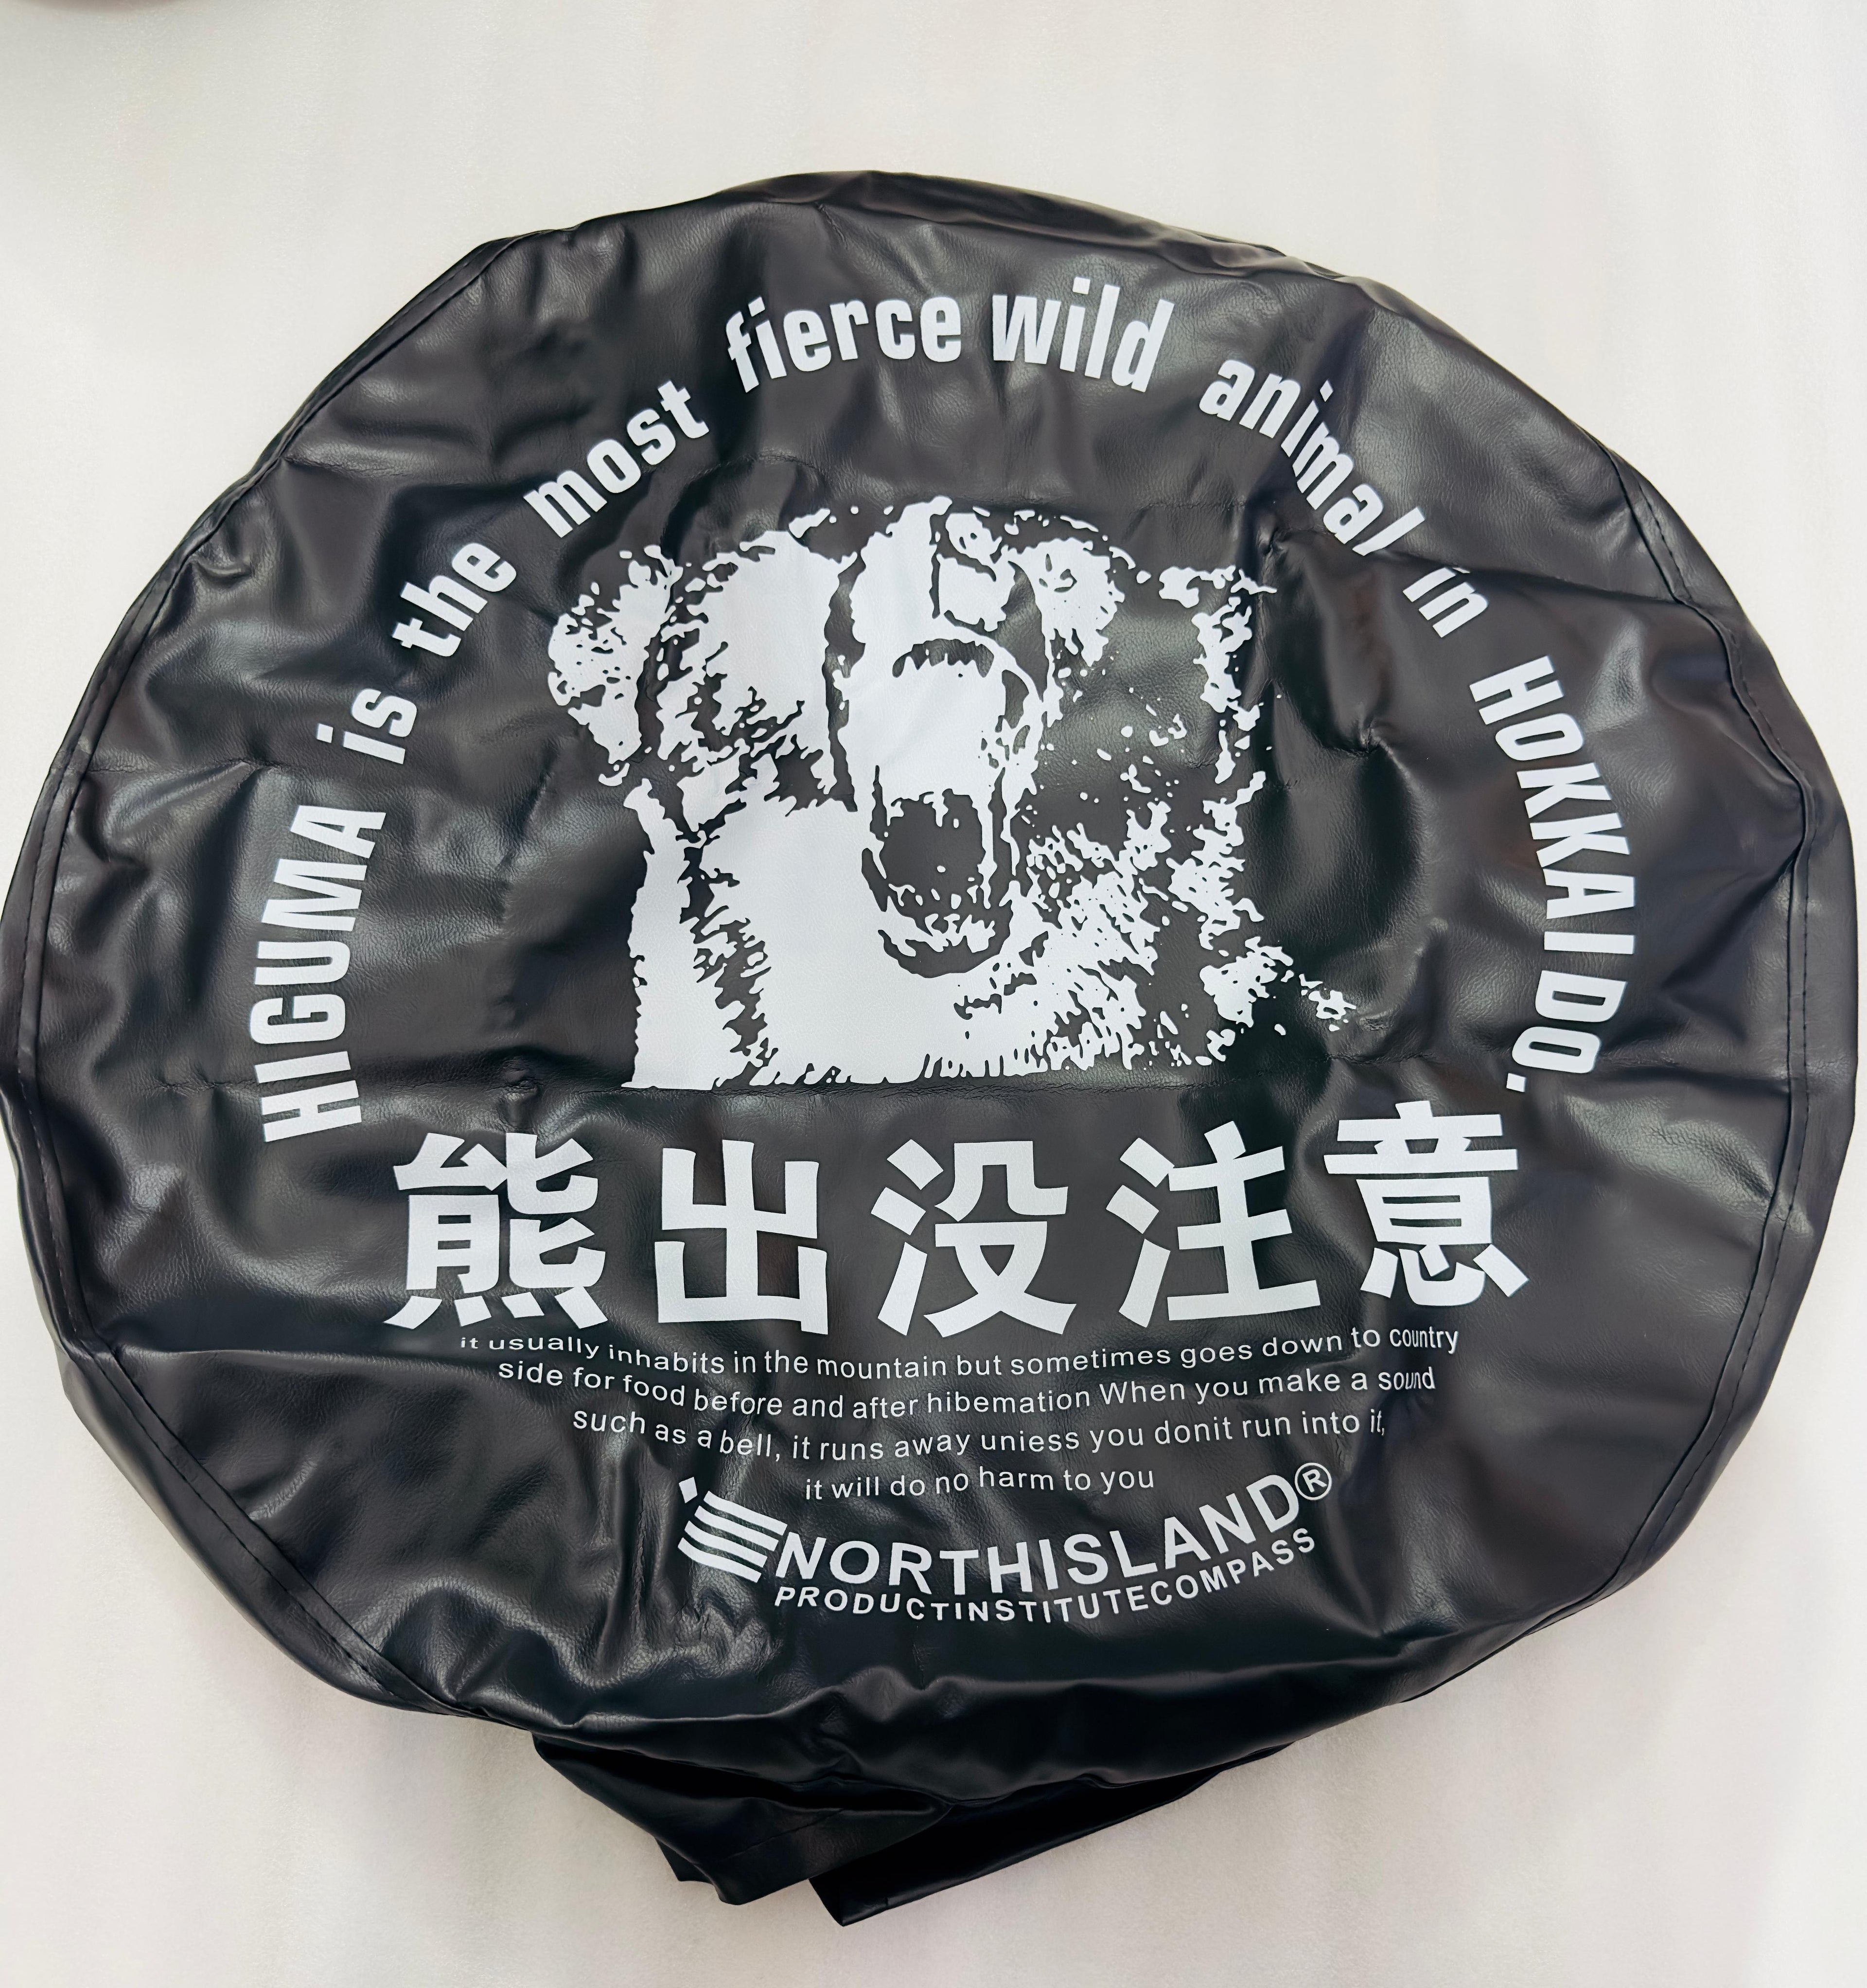 HIGUMA is the most fierce wild animal in HOKKAIDO.
熊出没注意
it usually inhabits in the mountain but sometimes goes down to country
side for food before and after hibemation When you make a sound
such as a bell, it runs away uniess you donit run into it,
it will do no harm to you
NORTHISLAND®
PRODUCTINSTITUTECOMPASS